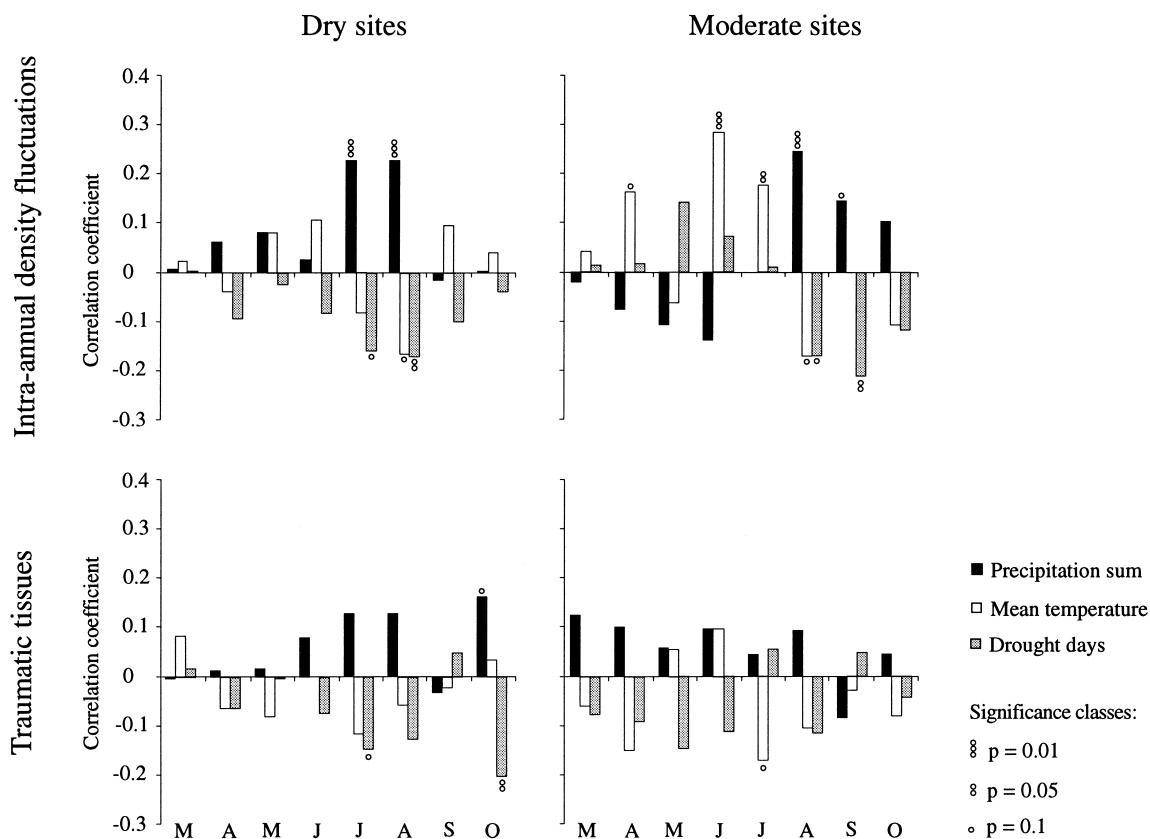 Dry sites
Moderate sites
Intra-annual density fluctuations
Correlation coefficient
0.4
0.3
0.2
0.1
0
-0.1
-0.2
-0.3
Traumatic tissues
Correlation coefficient
0.4
0.3
0.2
0.1
0
-0.1
-0.2
-0.3
M A M J J A S O
M A M J J A S O
Precipitation sum
Mean temperature
Drought days
Significance classes:
p = 0.01
p = 0.05
p = 0.1